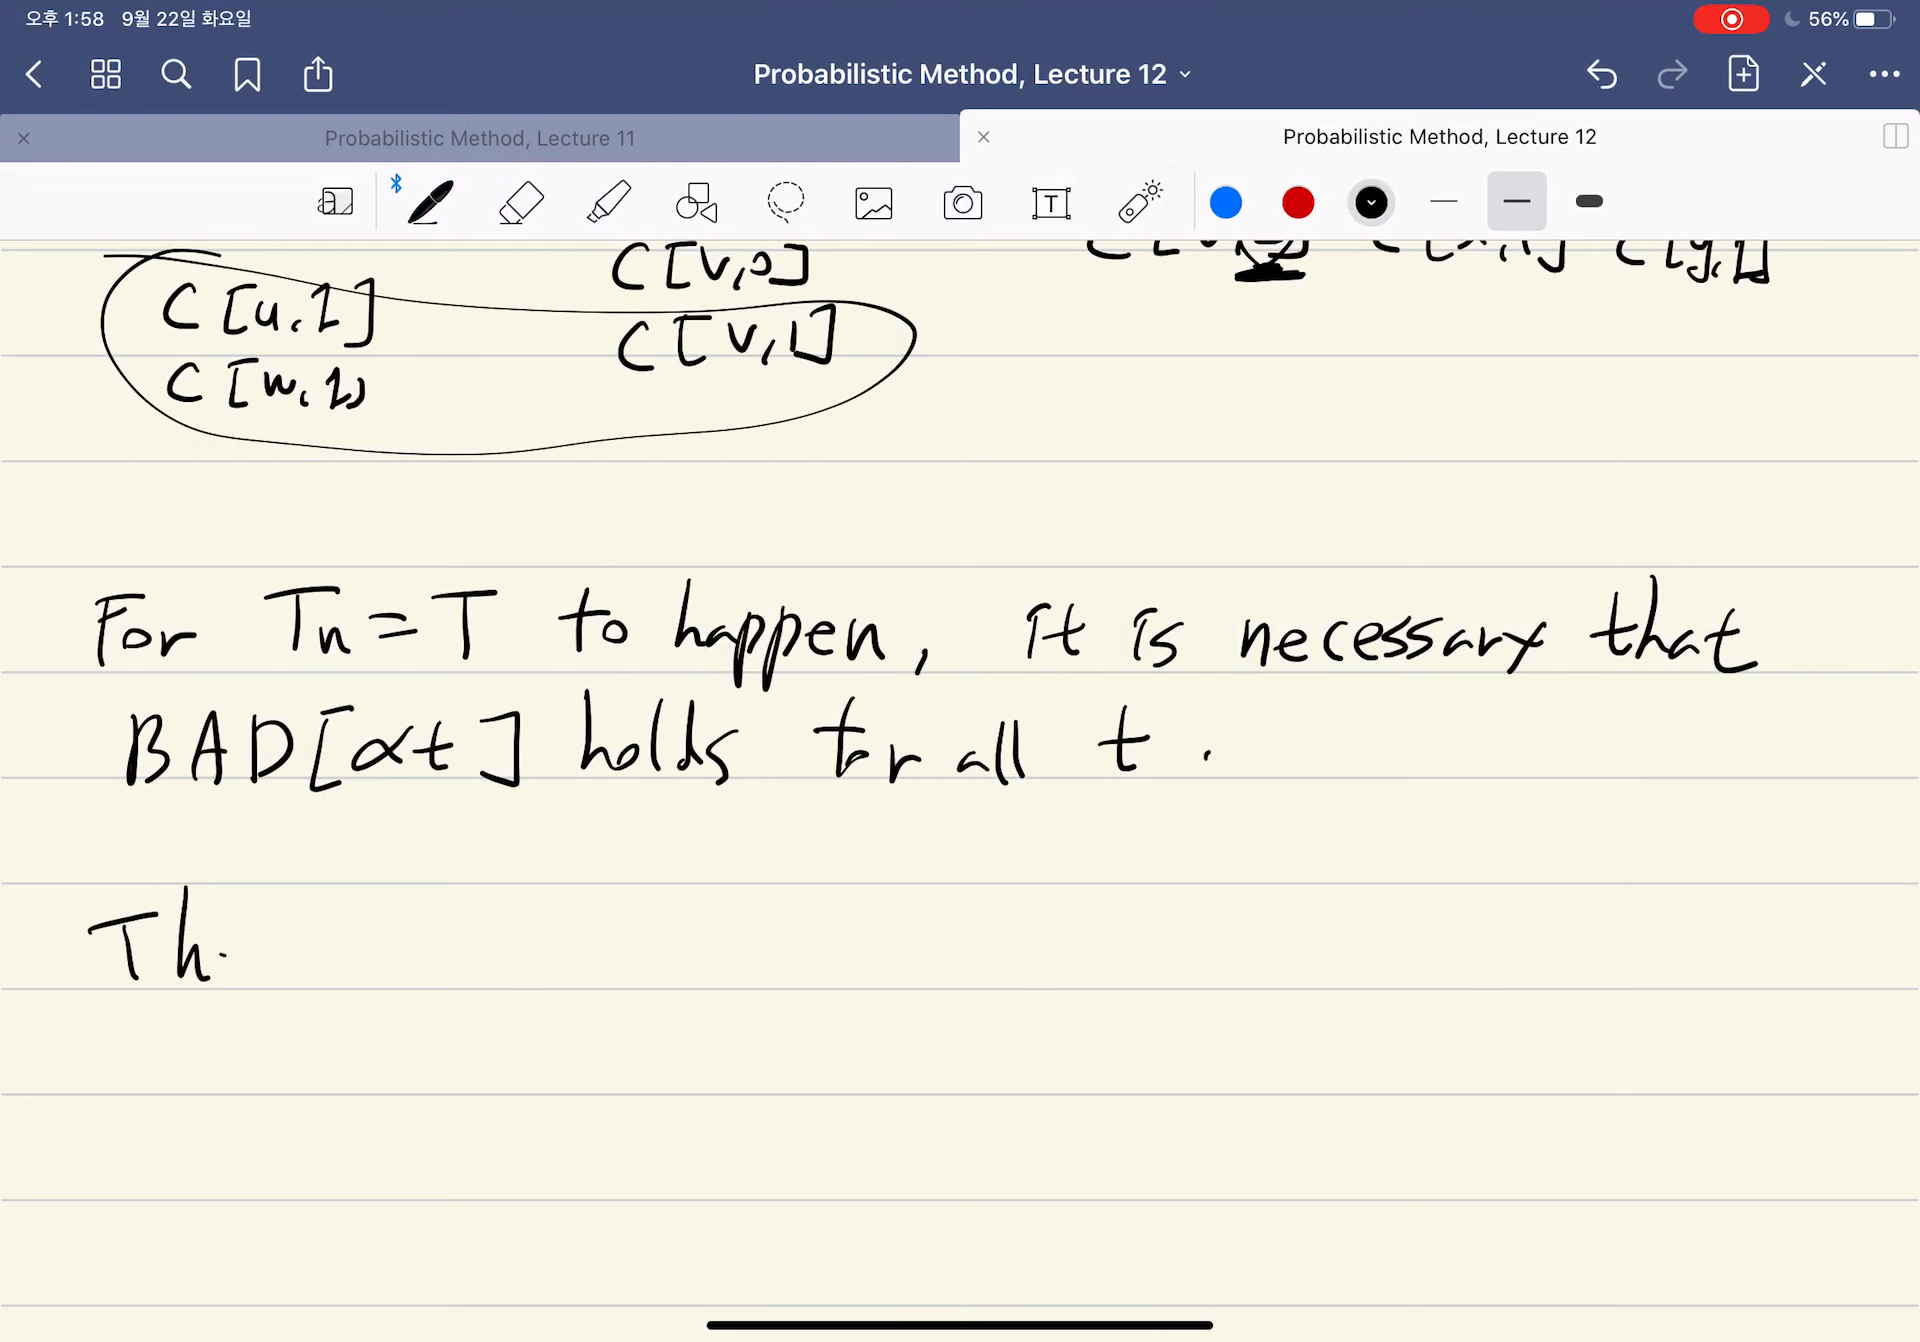 오후 1:58 9월 22일 화요일
56%
Probabilistic Method, Lecture 12
Probabilistic Method, Lecture 11
Probabilistic Method, Lecture 12
C[v,0]
C[u,1] C[v,1]
C[w,1]
For Tn=T to happen, it is necessary that
BAD[αt] holds for all t.
Th